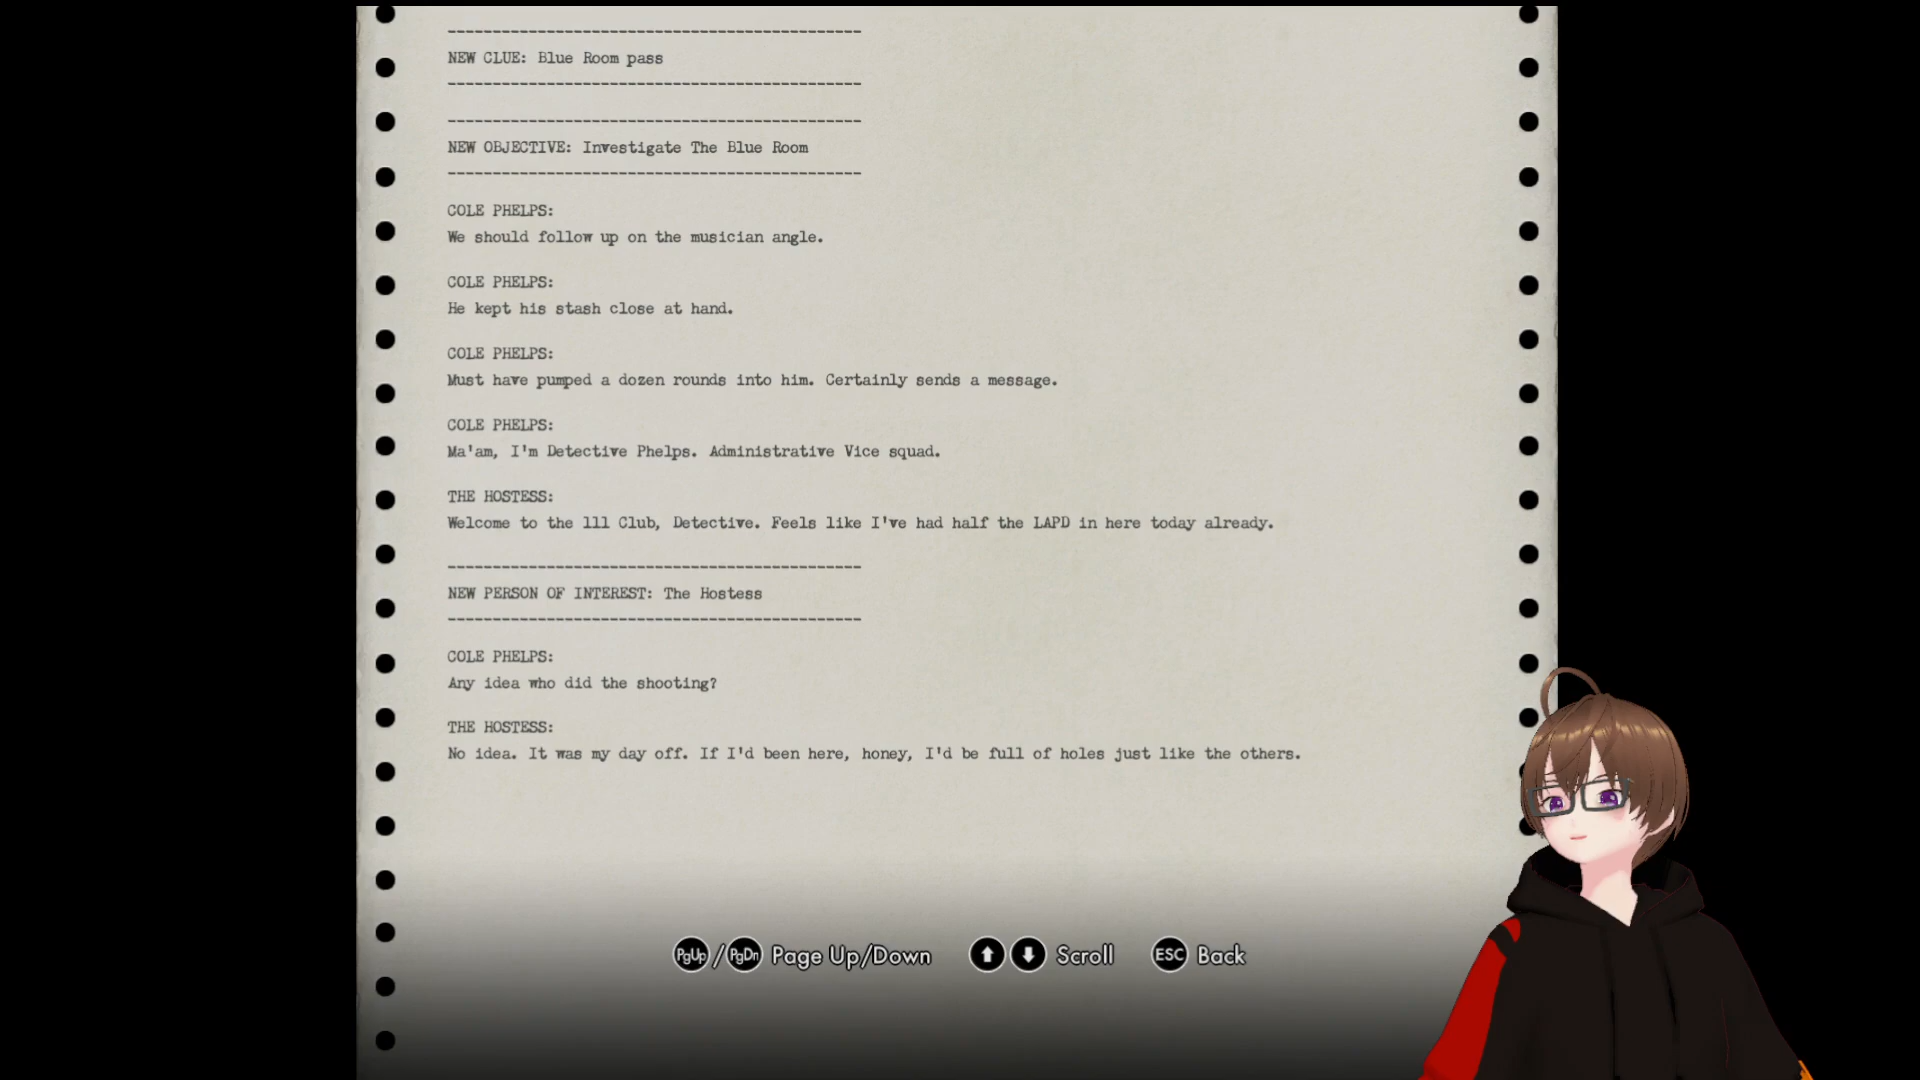 ----------------------------------------------
NEW CLUE: Blue Room pass
----------------------------------------------
----------------------------------------------
NEW OBJECTIVE: Investigate The Blue Room
----------------------------------------------
COLE PHELPS:
We should follow up on the musician angle.
COLE PHELPS:
He kept his stash close at hand.
COLE PHELPS:
Must have pumped a dozen rounds into him. Certainly sends a message.
COLE PHELPS:
Ma'am, I'm Detective Phelps. Administrative Vice squad.
THE HOSTESS:
Welcome to the 111 Club, Detective. Feels like I've had half the LAPD in here today already.
----------------------------------------------
NEW PERSON OF INTEREST: The Hostess
----------------------------------------------
COLE PHELPS:
Any idea who did the shooting?
THE HOSTESS:
No idea. It was my day off. If I'd been here, honey, I'd be full of holes just like the others.
PgUp/PgDn Page Up/Down ↑ ↓ Scroll ESC Back